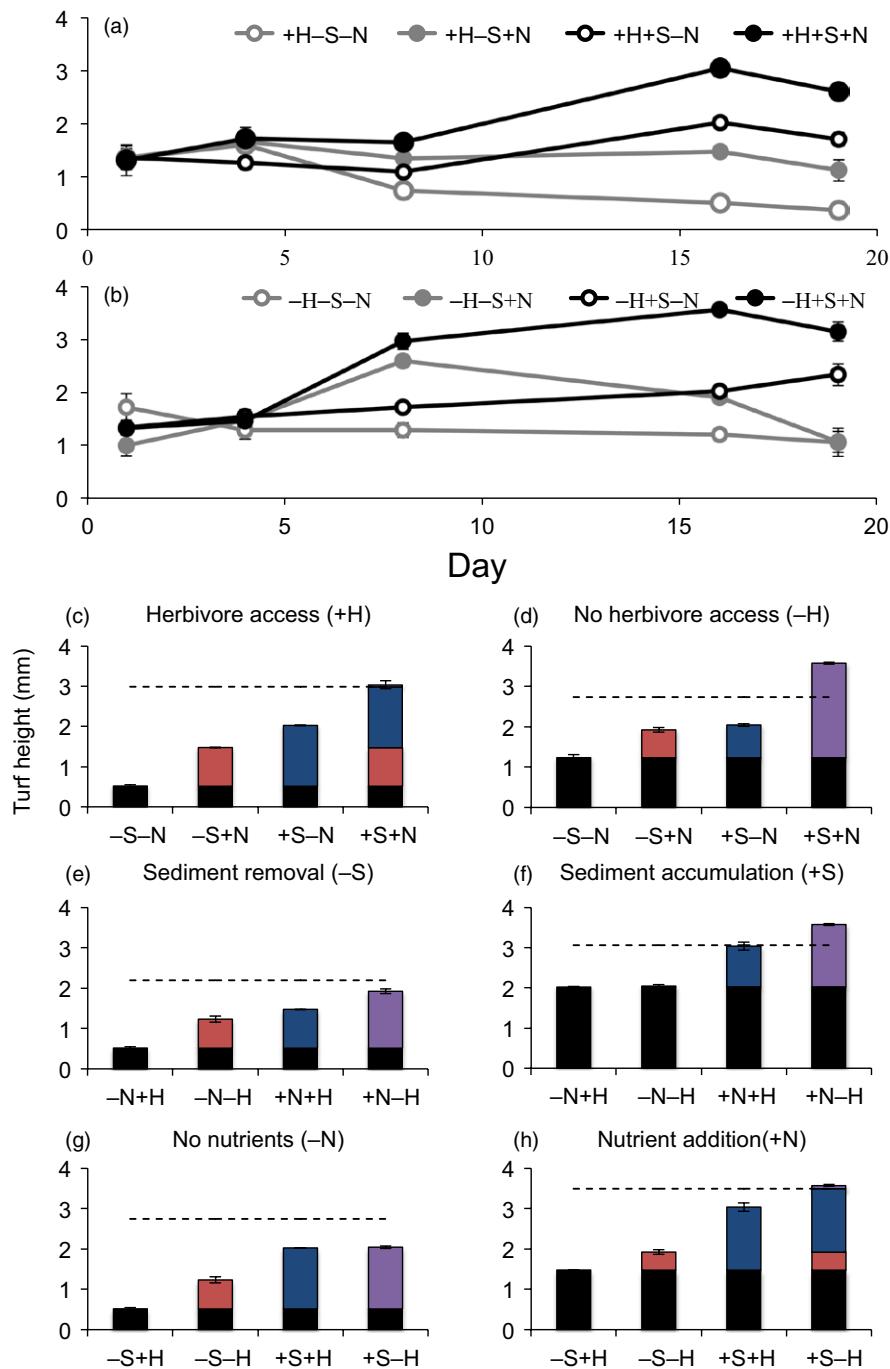 (a) +H–S–N +H–S+N +H+S–N +H+S+N
4
3
2
1
0
0 5 10 15 20
(b) –H–S–N –H–S+N –H+S–N –H+S+N
4
3
2
1
0
0 5 10 15 20
Day
Turf height (mm)
(c) Herbivore access (+H)
4
3
2
1
0
–S–N –S+N +S–N +S+N
(d) No herbivore access (–H)
4
3
2
1
0
–S–N –S+N +S–N +S+N
(e) Sediment removal (–S)
4
3
2
1
0
–N+H –N–H +N+H +N–H
(f) Sediment accumulation (+S)
4
3
2
1
0
–N+H –N–H +N+H +N–H
(g) No nutrients (–N)
4
3
2
1
0
–S+H –S–H +S+H +S–H
(h) Nutrient addition(+N)
4
3
2
1
0
–S+H –S–H +S+H +S–H